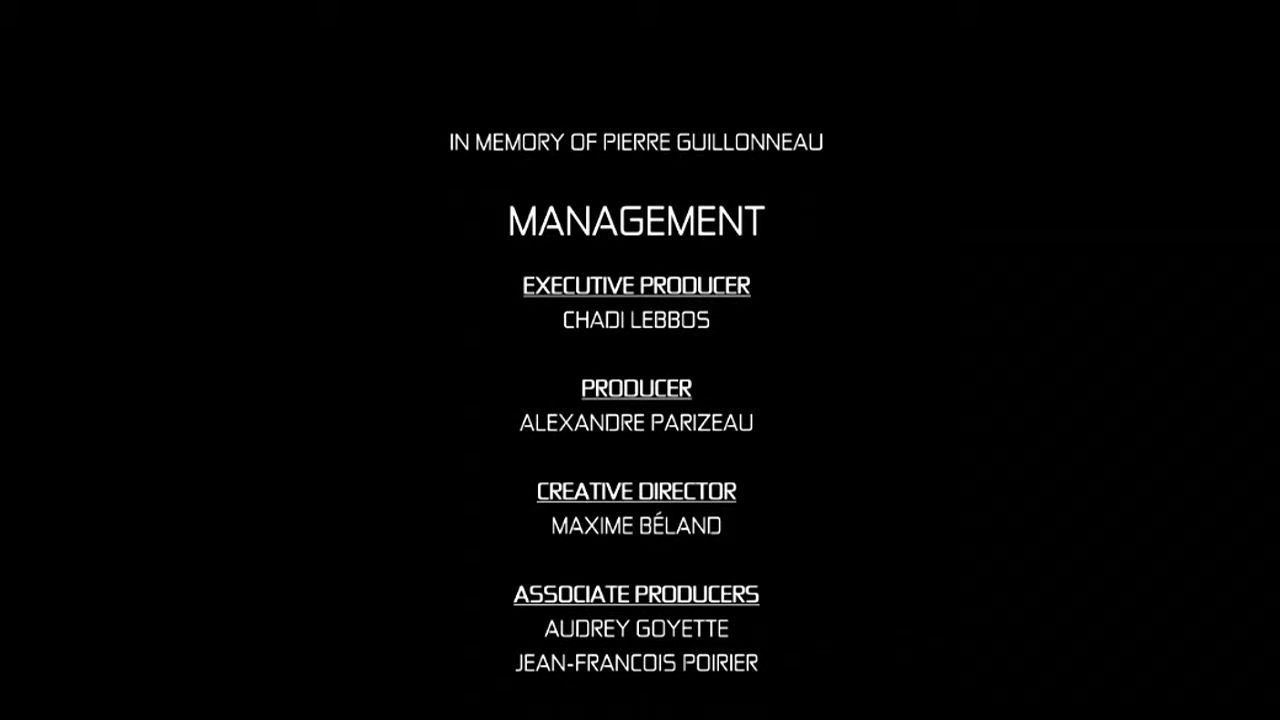 IN MEMORY OF PIERRE GUILLONNEAU
MANAGEMENT
EXECUTIVE PRODUCER
CHADI LEBBOS
PRODUCER
ALEXANDRE PARIZEAU
CREATIVE DIRECTOR
MAXIME BÉLAND
ASSOCIATE PRODUCERS
AUDREY GOYETTE
JEAN-FRANCOIS POIRIER